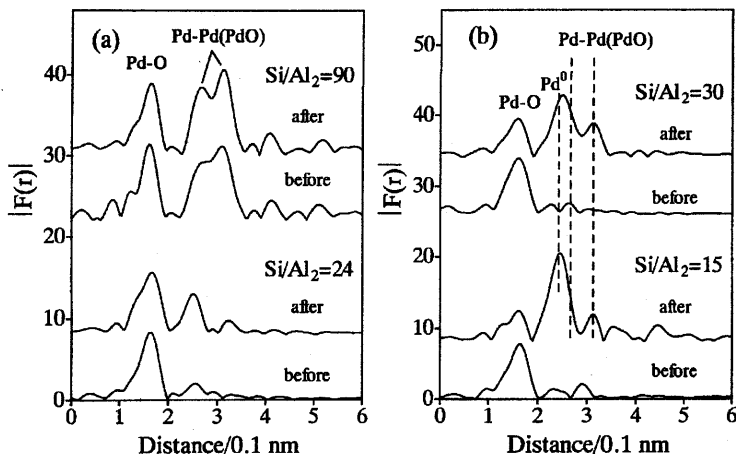 (a)
Pd-Pd(PdO)
Pd-O
Si/Al2=90
after
before
Si/Al2=24
after
before
|F(r)|
40
30
20
10
0
0 1 2 3 4 5 6
Distance/0.1 nm
(b)
Pd-Pd(PdO)
Pd⁰
Pd-O
Si/Al2=30
after
before
Si/Al2=15
after
before
|F(r)|
50
40
30
20
10
0
0 1 2 3 4 5 6
Distance/0.1 nm